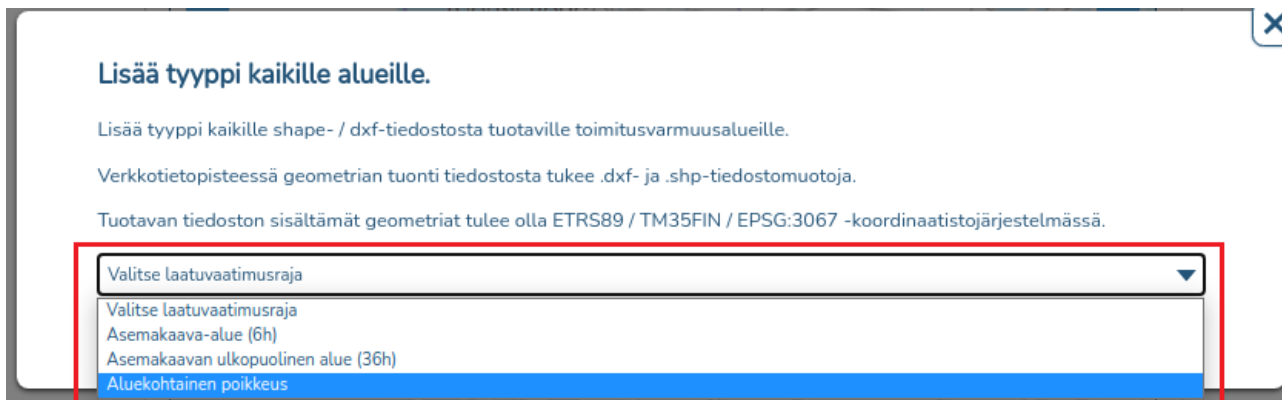 Lisää tyyppi kaikille alueille.
Lisää tyyppi kaikille shape- / dxf-tiedostosta tuotaville toimitusvarmuusalueille.
Verkkotietopisteessä geometrian tuonti tiedostosta tukee .dxf- ja .shp-tiedostomuotoja.
Tuotavan tiedoston sisältämät geometriat tulee olla ETRS89 / TM35FIN / EPSG:3067 -koordinaatistojärjestelmässä.
Valitse laatuvaatimusraja
Valitse laatuvaatimusraja
Asemakaava-alue (6h)
Asemakaavan ulkopuolinen alue (36h)
Aluekohtainen poikkeus